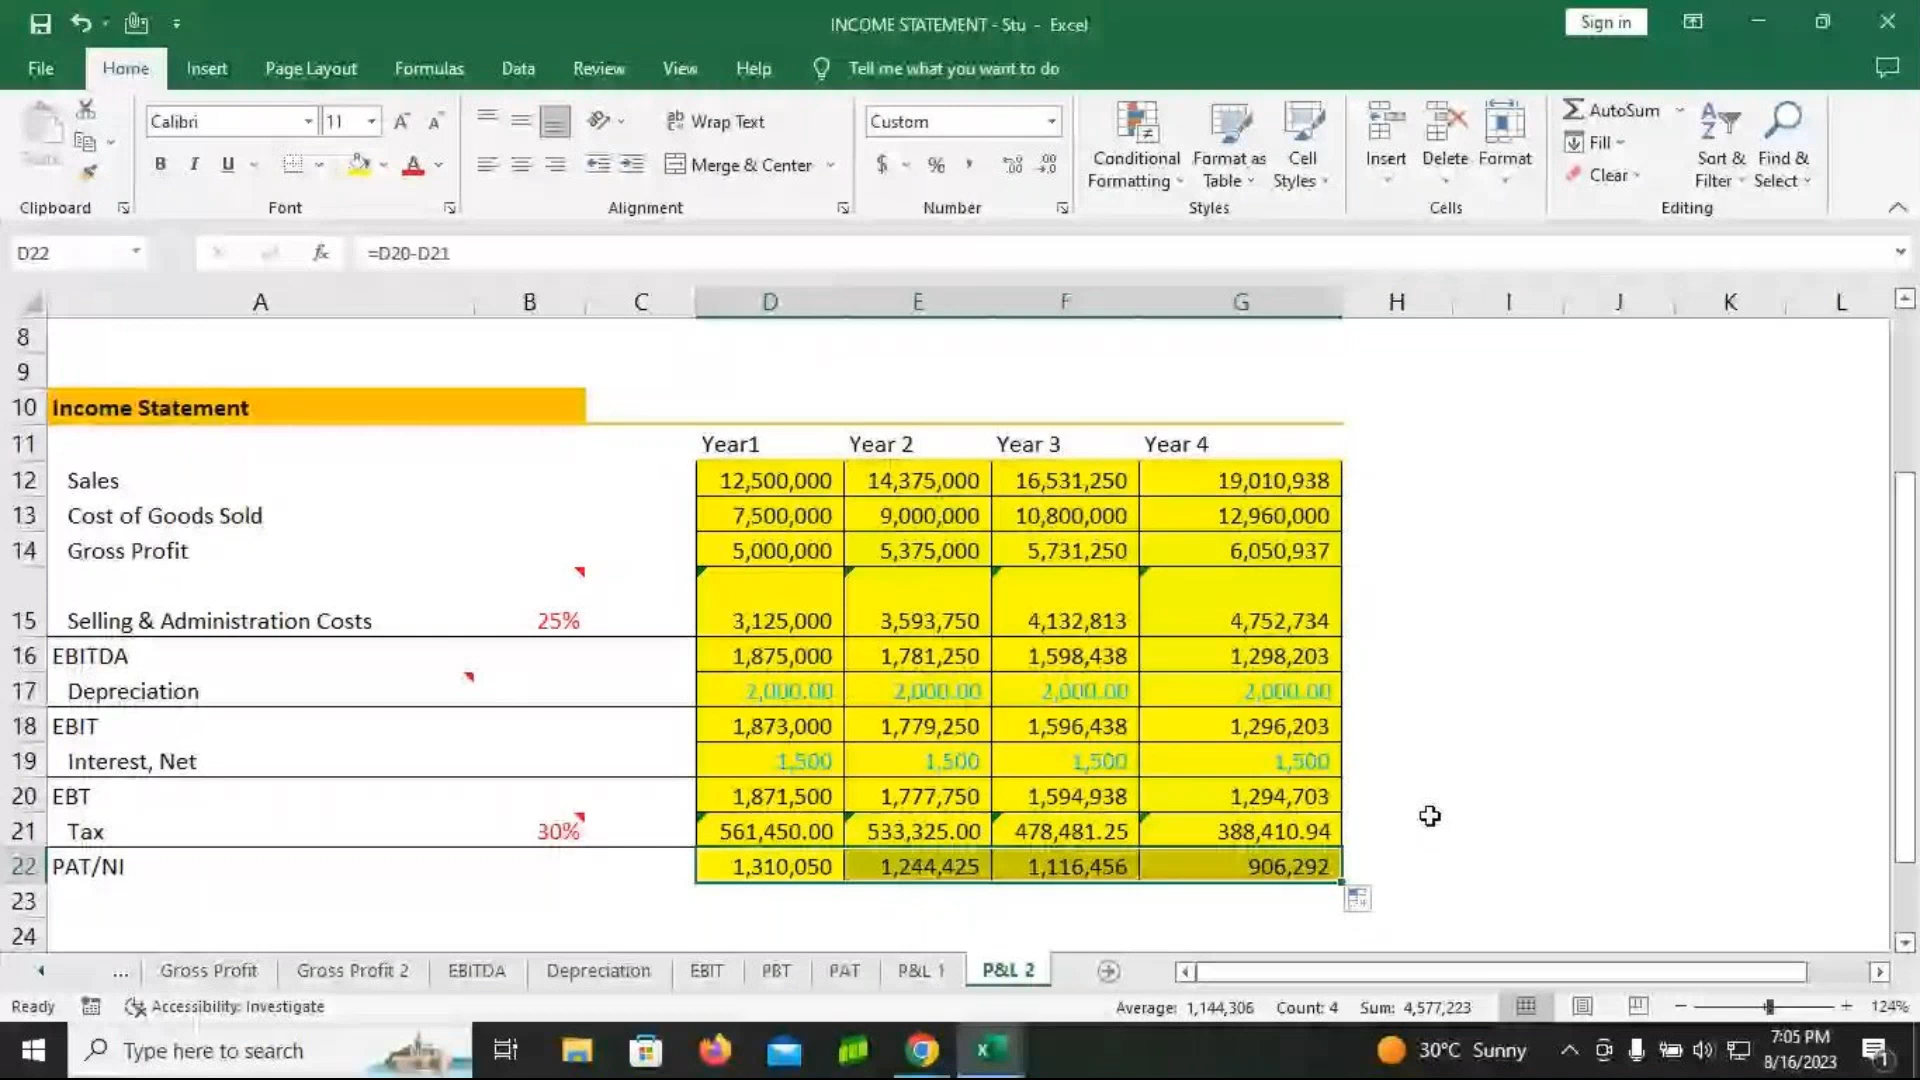 INCOME STATEMENT - Stu - Excel
Sign in
File Home Insert Page Layout Formulas Data Review View Help Tell me what you want to do
Calibri 11 Wrap Text Custom AutoSum
B I U Merge & Center $ % Conditional Formatting Format as Table Cell Styles Insert Delete Format Fill Clear Sort & Filter Find & Select
Clipboard Font Alignment Number Styles Cells Editing
D22 fx =D20-D21
A B C D E F G H I J K L
8
9
10 Income Statement
11 Year1 Year 2 Year 3 Year 4
12 Sales 12,500,000 14,375,000 16,531,250 19,010,938
13 Cost of Goods Sold 7,500,000 9,000,000 10,800,000 12,960,000
14 Gross Profit 5,000,000 5,375,000 5,731,250 6,050,937
15 Selling & Administration Costs 25% 3,125,000 3,593,750 4,132,813 4,752,734
16 EBITDA 1,875,000 1,781,250 1,598,438 1,298,203
17 Depreciation 2,000.00 2,000.00 2,000.00 2,000.00
18 EBIT 1,873,000 1,779,250 1,596,438 1,296,203
19 Interest, Net 1,500 1,500 1,500 1,500
20 EBT 1,871,500 1,777,750 1,594,938 1,294,703
21 Tax 30% 561,450.00 533,325.00 478,481.25 388,410.94
22 PAT/NI 1,310,050 1,244,425 1,116,456 906,292
23
24
... Gross Profit Gross Profit 2 EBITDA Depreciation EBIT PBT PAT P&L 1 P&L 2
Ready Accessibility: Investigate Average: 1,144,306 Count: 4 Sum: 4,577,223 124%
Type here to search 30°C Sunny 7:05 PM
8/16/2023